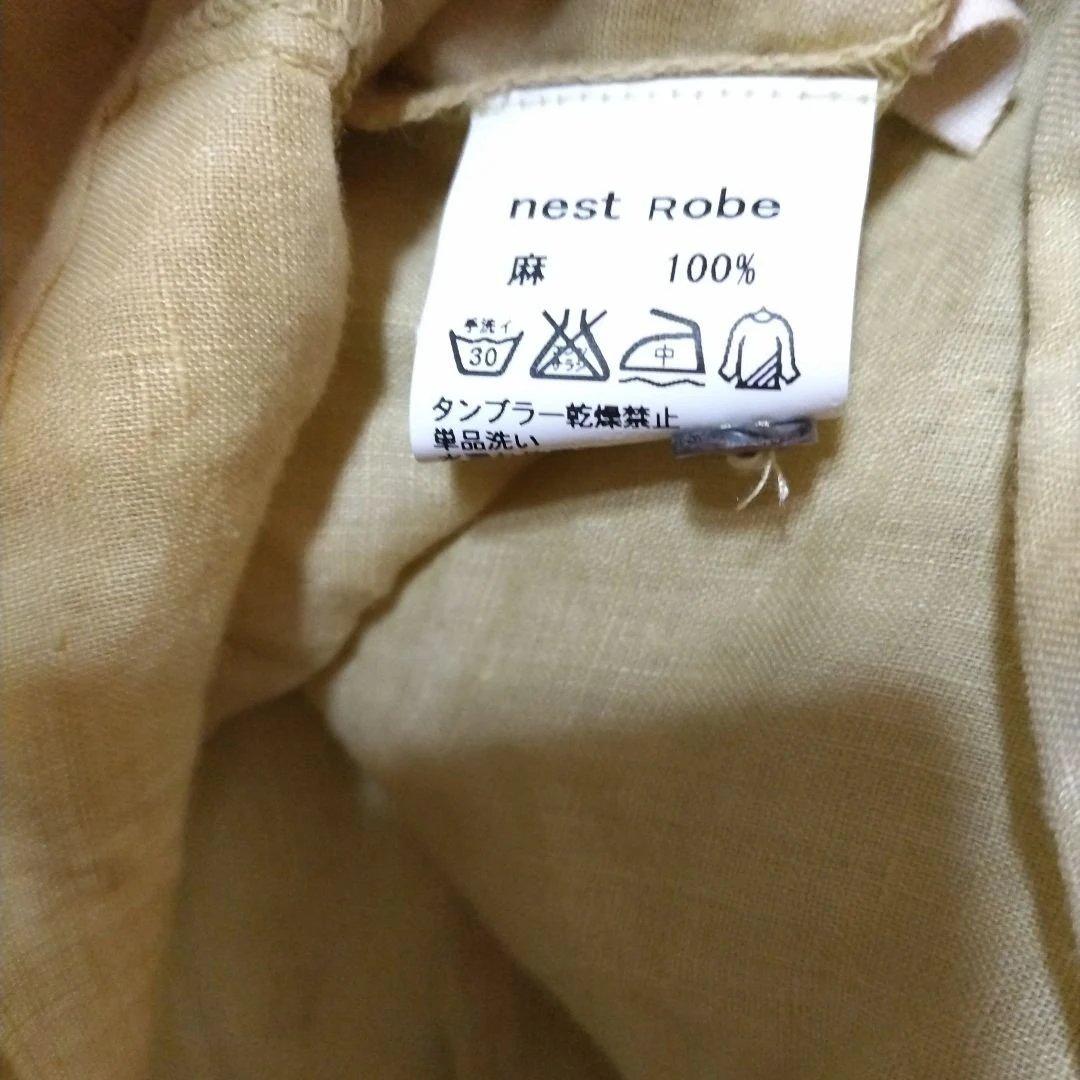 nest Robe
麻 100%
手洗イ
30
中
タンブラー乾燥禁止
単品洗い